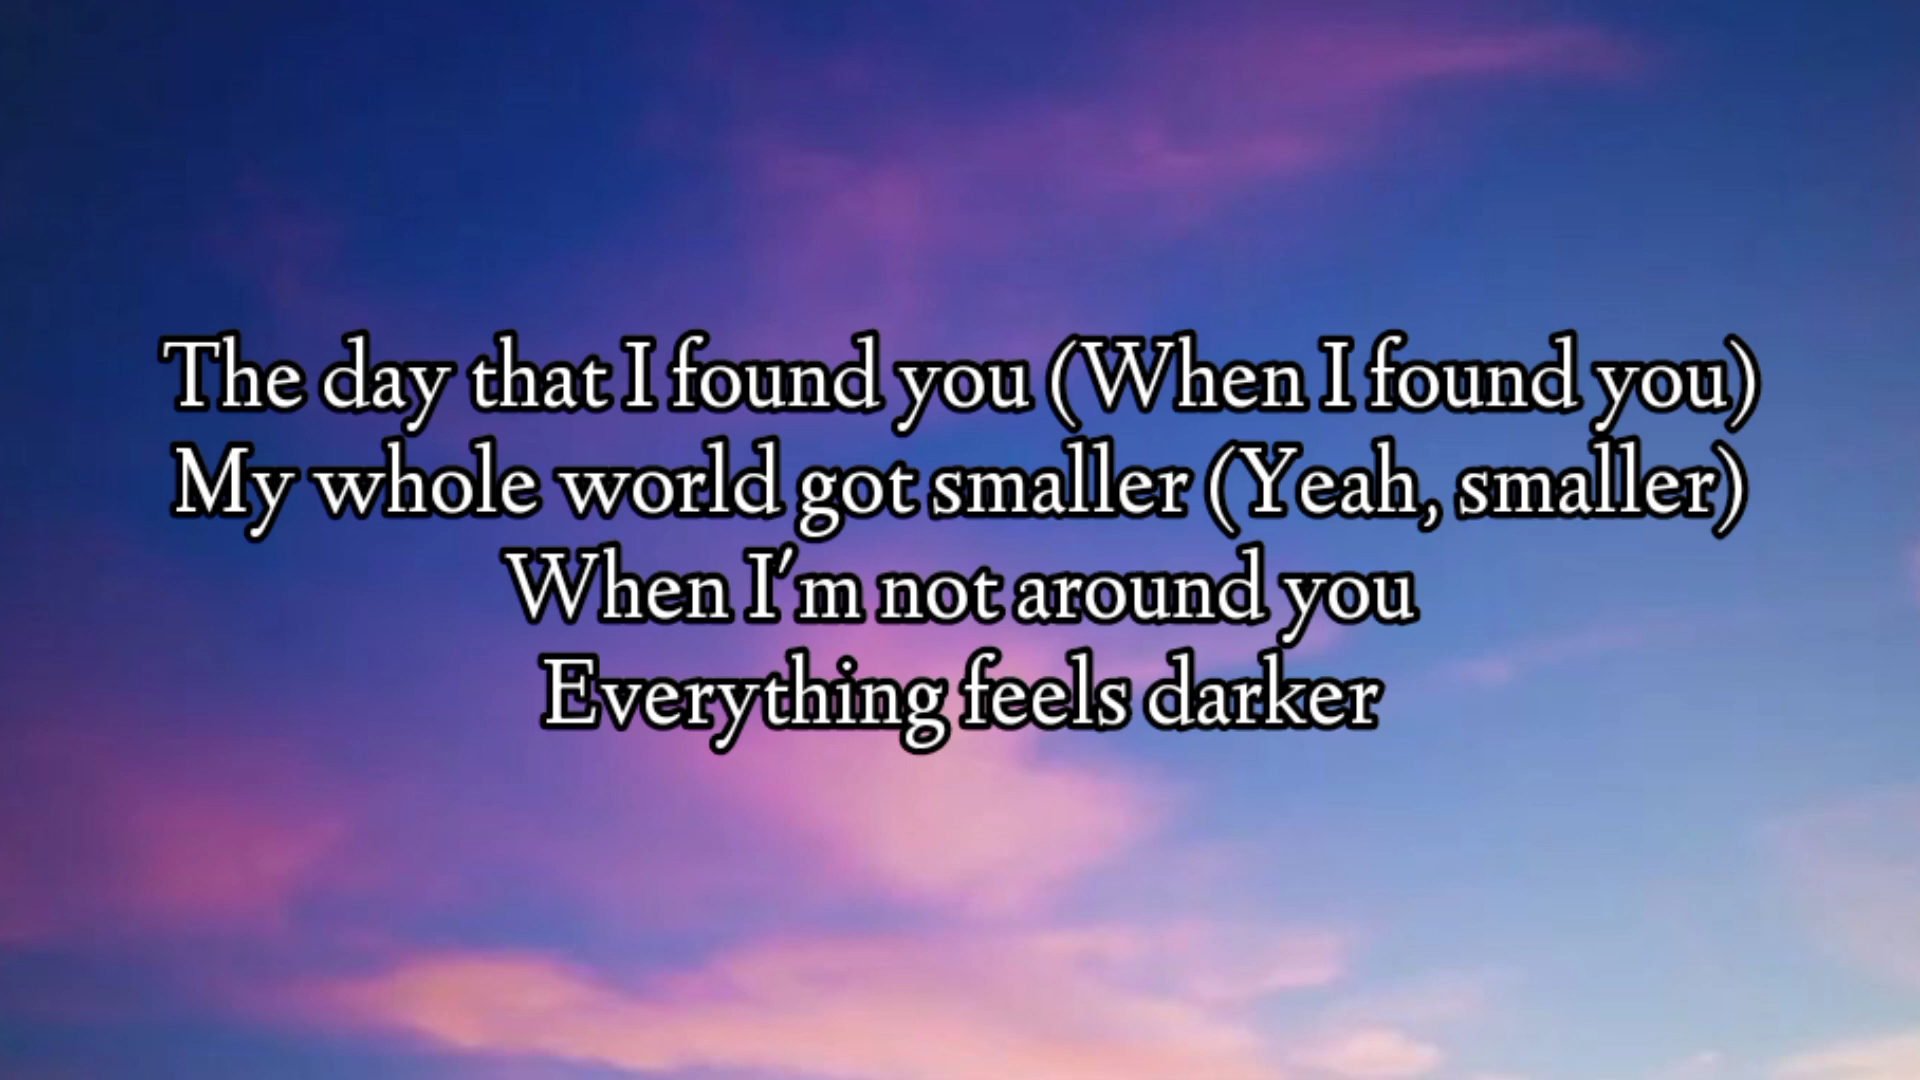 The day that I found you (When I found you)
My whole world got smaller (Yeah, smaller)
When I'm not around you
Everything feels darker